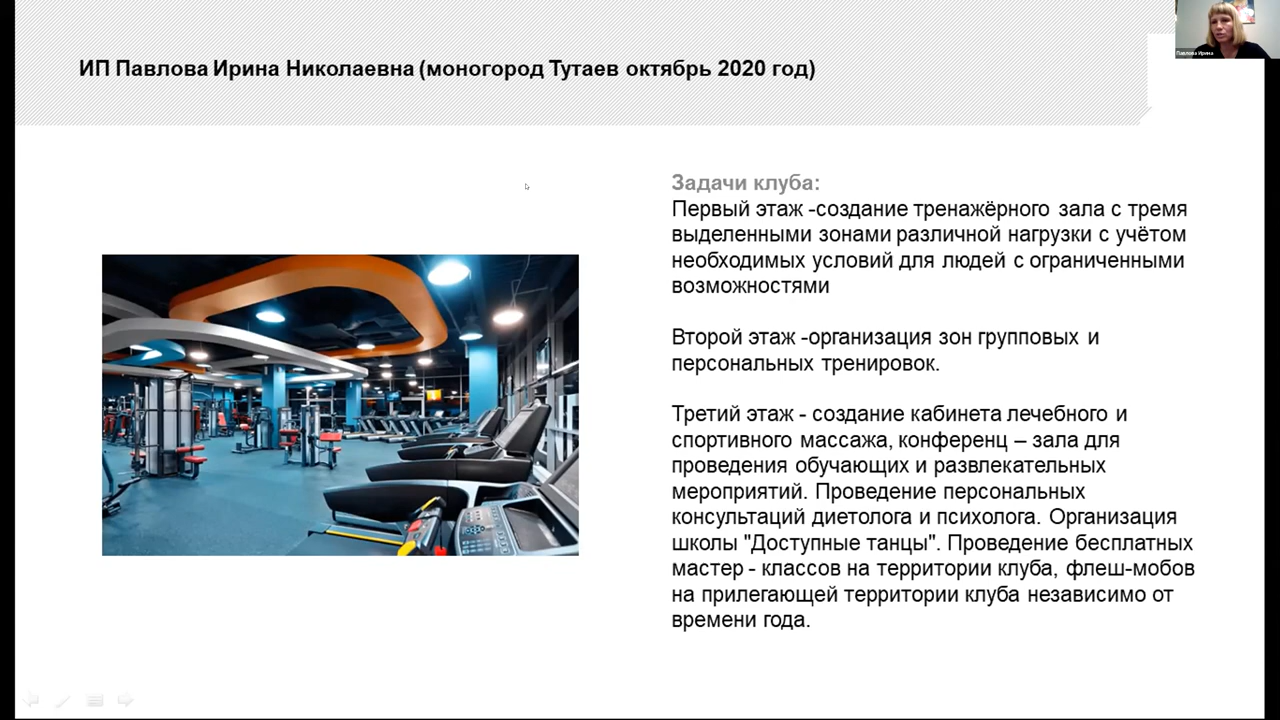 ИП Павлова Ирина Николаевна (моногород Тутаев октябрь 2020 год)
Павлова Ирина
Задачи клуба:
Первый этаж -создание тренажёрного зала с тремя
выделенными зонами различной нагрузки с учётом
необходимых условий для людей с ограниченными
возможностями
Второй этаж -организация зон групповых и
персональных тренировок.
Третий этаж - создание кабинета лечебного и
спортивного массажа, конференц – зала для
проведения обучающих и развлекательных
мероприятий. Проведение персональных
консультаций диетолога и психолога. Организация
школы "Доступные танцы". Проведение бесплатных
мастер - классов на территории клуба, флеш-мобов
на прилегающей территории клуба независимо от
времени года.